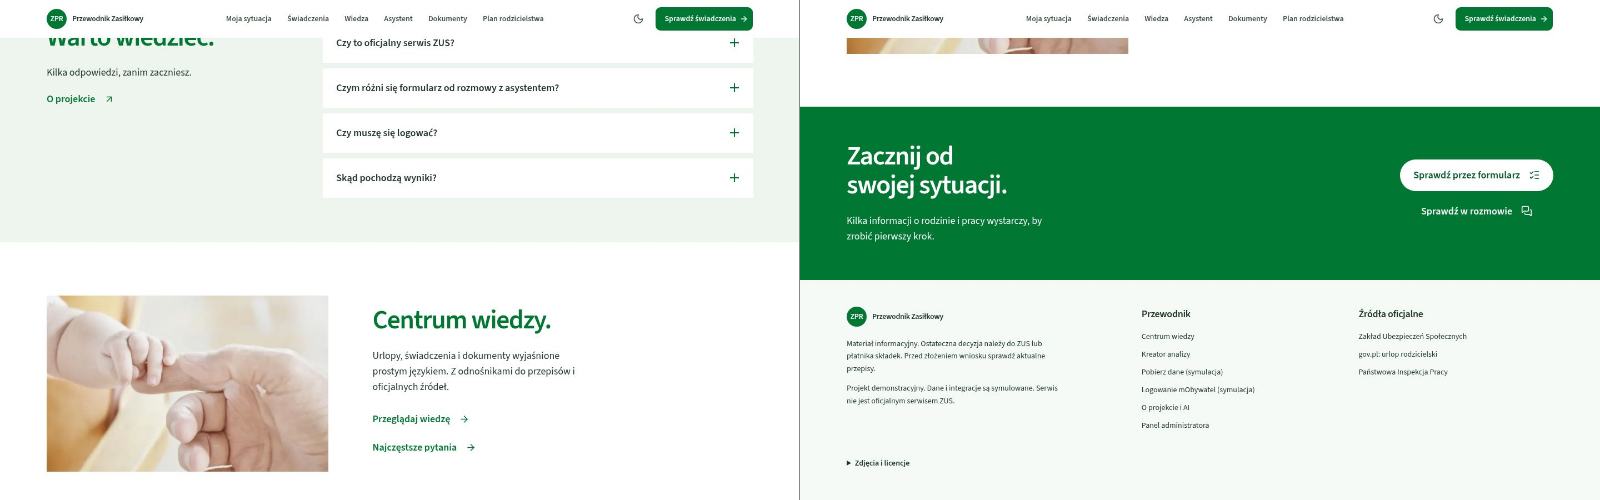 ZPR Przewodnik Zasiłkowy
Moja sytuacja Świadczenia Wiedza Asystent Dokumenty Plan rodzicielstwa
Sprawdź świadczenia
Warto wiedzieć.
Kilka odpowiedzi, zanim zaczniesz.
O projekcie
Czy to oficjalny serwis ZUS?
Czym różni się formularz od rozmowy z asystentem?
Czy muszę się logować?
Skąd pochodzą wyniki?
Centrum wiedzy.
Urlopy, świadczenia i dokumenty wyjaśnione
prostym językiem. Z odnośnikami do przepisów i
oficjalnych źródeł.
Przeglądaj wiedzę
Najczęstsze pytania
ZPR Przewodnik Zasiłkowy
Moja sytuacja Świadczenia Wiedza Asystent Dokumenty Plan rodzicielstwa
Sprawdź świadczenia
Zacznij od
swojej sytuacji.
Kilka informacji o rodzinie i pracy wystarczy, by
zrobić pierwszy krok.
Sprawdź przez formularz
Sprawdź w rozmowie
ZPR Przewodnik Zasiłkowy
Materiał informacyjny. Ostateczna decyzja należy do ZUS lub
płatnika składek. Przed złożeniem wniosku sprawdź aktualne
przepisy.
Projekt demonstracyjny. Dane i integracje są symulowane. Serwis
nie jest oficjalnym serwisem ZUS.
Przewodnik
Centrum wiedzy
Kreator analizy
Pobierz dane (symulacja)
Logowanie mObywatel (symulacja)
O projekcie i AI
Panel administratora
Źródła oficjalne
Zakład Ubezpieczeń Społecznych
gov.pl: urlop rodzicielski
Państwowa Inspekcja Pracy
Zdjęcia i licencje